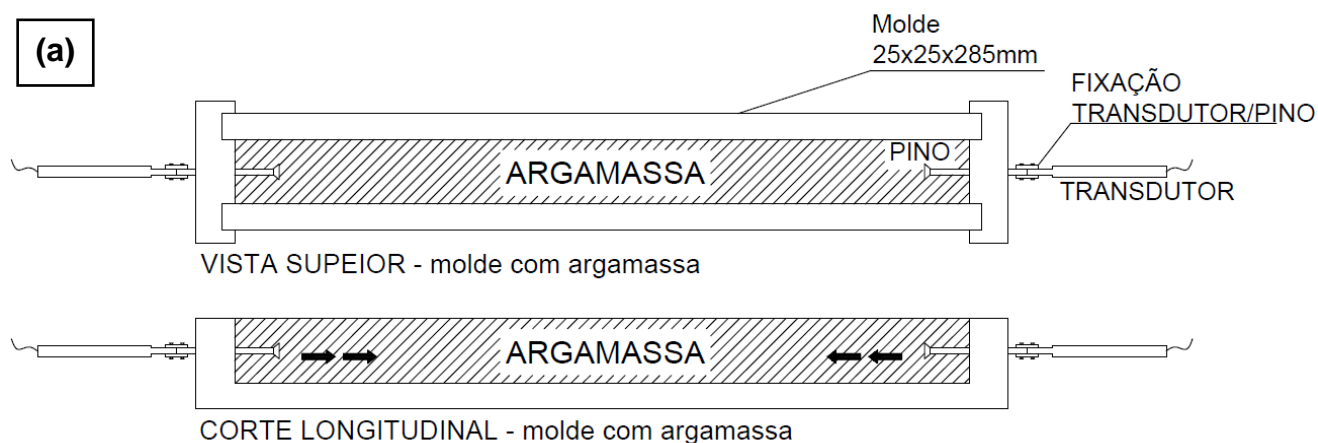 (a)
Molde
25x25x285mm
FIXAÇÃO
TRANSDUTOR/PINO
PINO
ARGAMASSA
TRANSDUTOR
VISTA SUPEIOR - molde com argamassa
ARGAMASSA
CORTE LONGITUDINAL - molde com argamassa